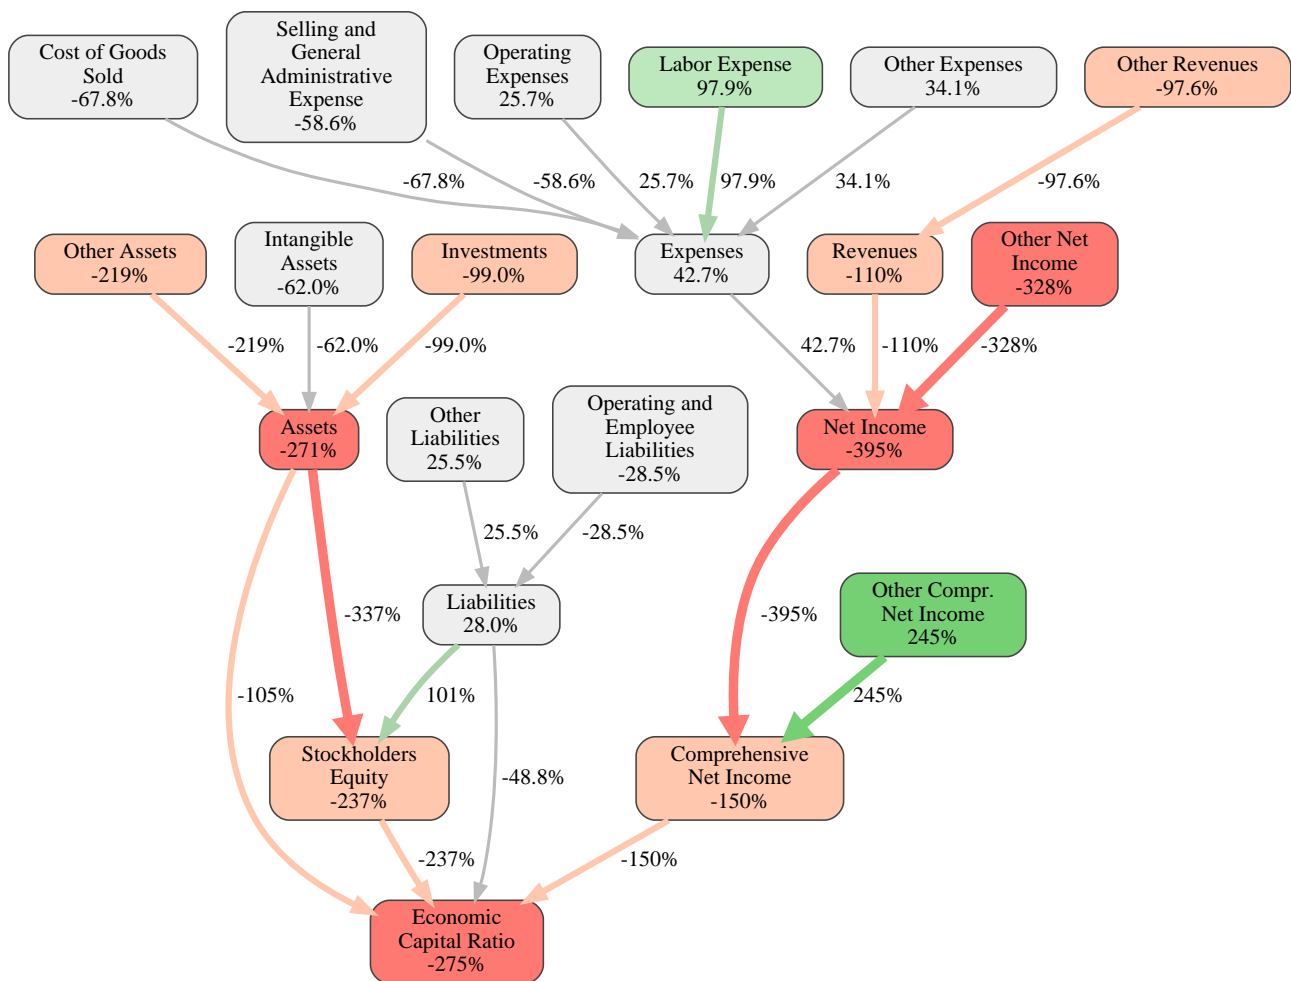 Cost of Goods
Sold
-67.8%
Selling and
General
Administrative
Expense
-58.6%
Operating
Expenses
25.7%
Labor Expense
97.9%
Other Expenses
34.1%
Other Revenues
-97.6%
-67.8%
-58.6%
25.7%
97.9%
34.1%
-97.6%
Other Assets
-219%
Intangible
Assets
-62.0%
Investments
-99.0%
Expenses
42.7%
Revenues
-110%
Other Net
Income
-328%
-219%
-62.0%
-99.0%
42.7%
-110%
-328%
Assets
-271%
Other
Liabilities
25.5%
Operating and
Employee
Liabilities
-28.5%
Net Income
-395%
25.5%
-28.5%
Liabilities
28.0%
Other Compr.
Net Income
245%
-337%
-395%
-105%
101%
245%
Stockholders
Equity
-237%
-48.8%
Comprehensive
Net Income
-150%
-237%
-150%
Economic
Capital Ratio
-275%